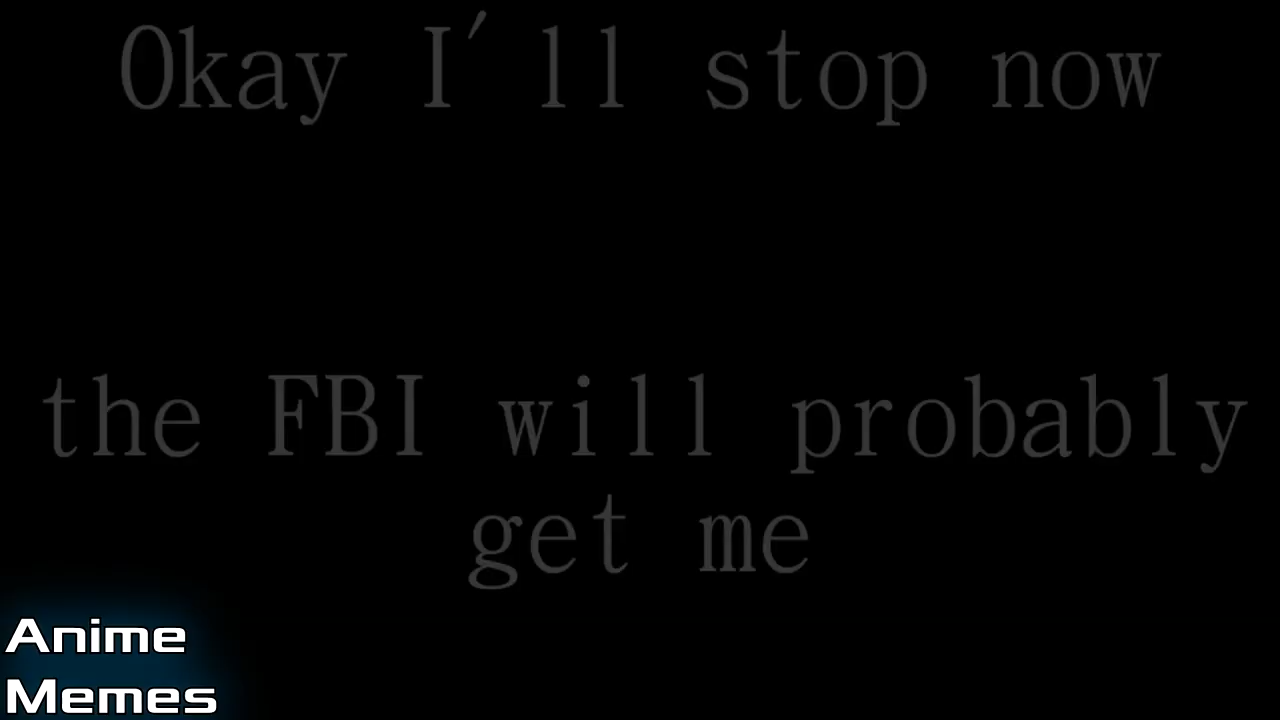 Okay I'll stop now
the FBI will probably
get me
Anime
Memes